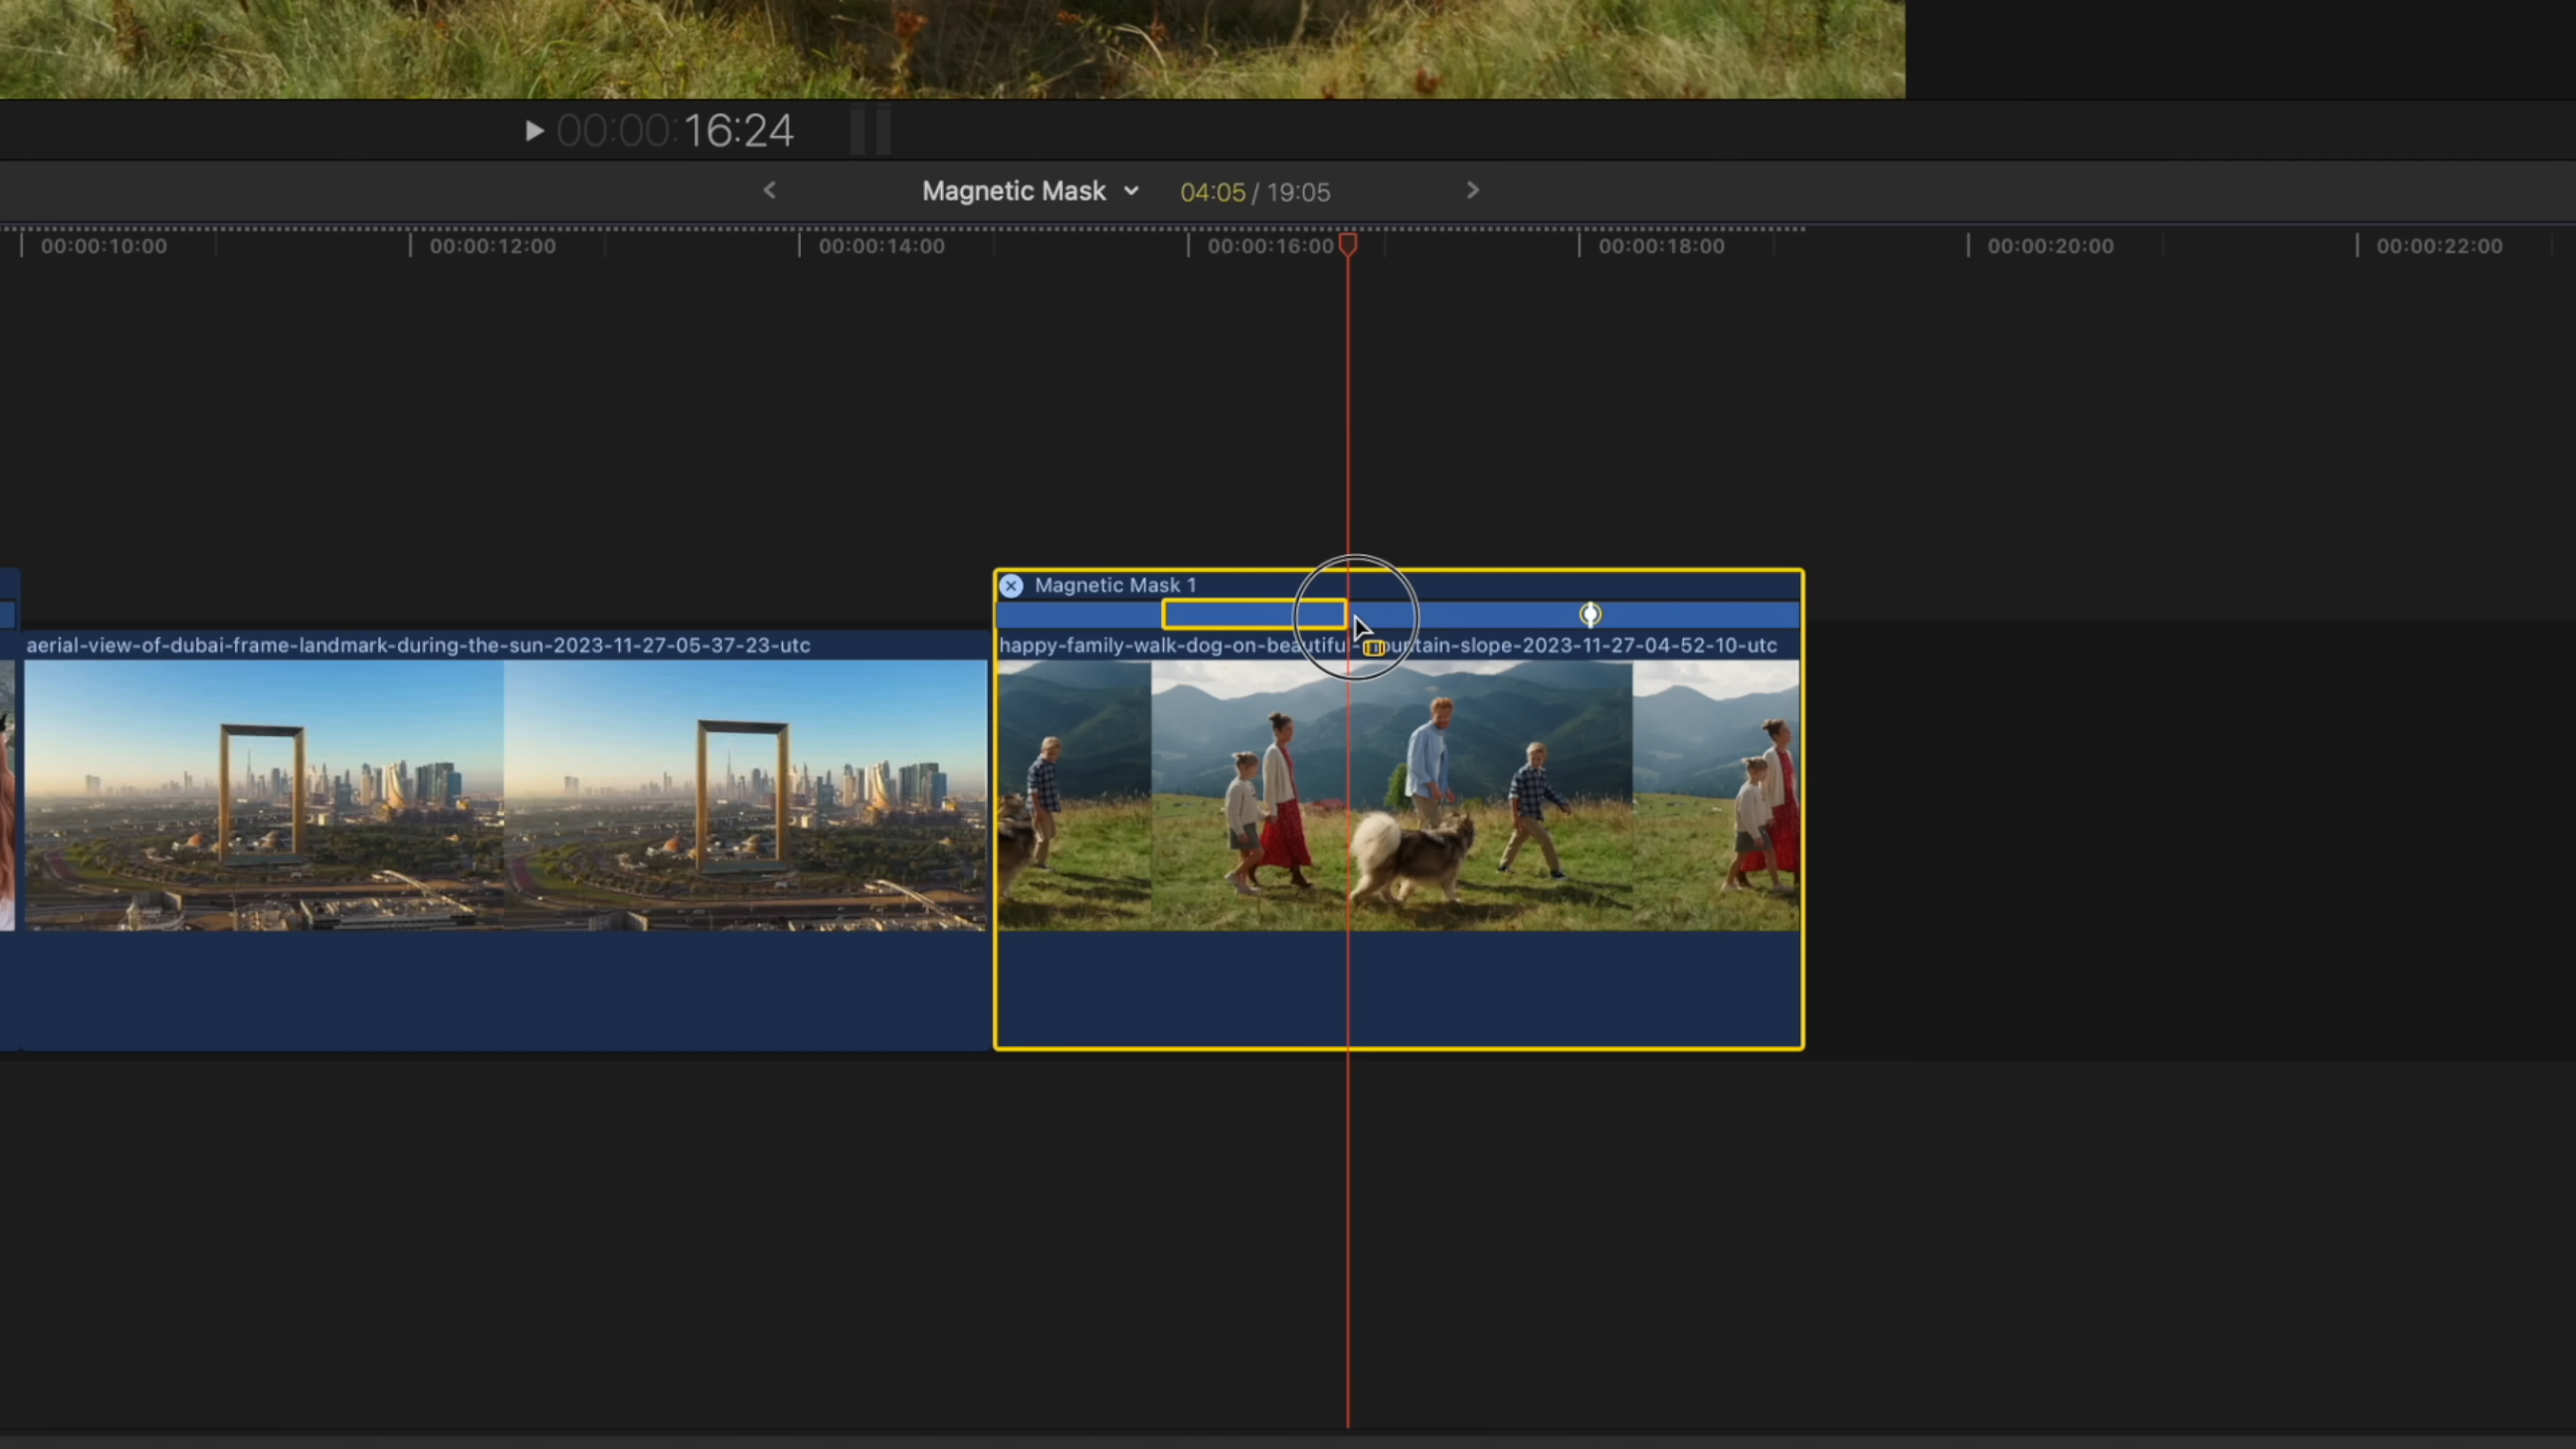 00:00:16:24
Magnetic Mask 04:05 / 19:05
00:00:10:00 00:00:12:00 00:00:14:00 00:00:16:00 00:00:18:00 00:00:20:00 00:00:22:00
Magnetic Mask 1
aerial-view-of-dubai-frame-landmark-during-the-sun-2023-11-27-05-37-23-utc
happy-family-walk-dog-on-beautiful-mountain-slope-2023-11-27-04-52-10-utc